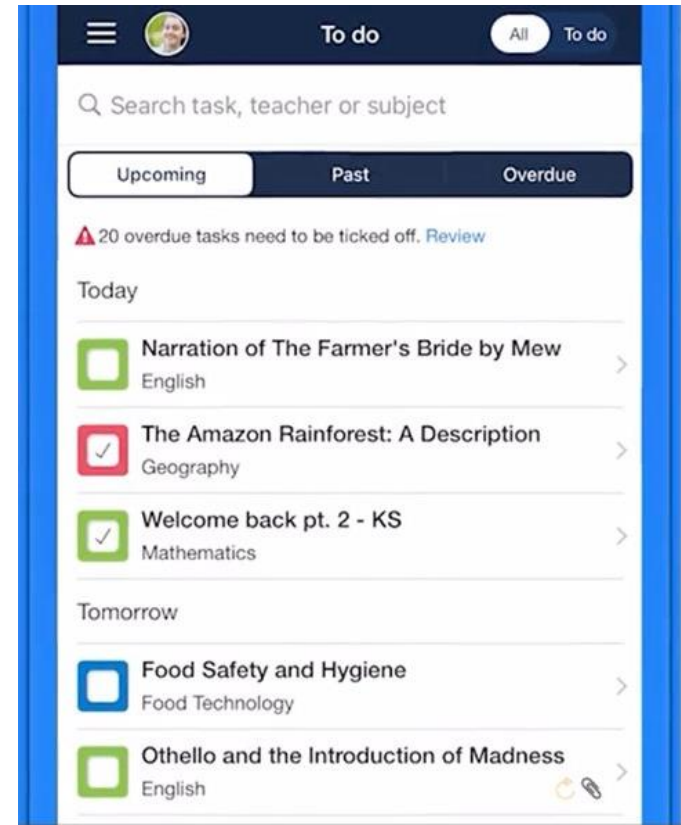 To do
All
To do
Search task, teacher or subject
Upcoming
Past
Overdue
20 overdue tasks need to be ticked off. Review
Today
Narration of The Farmer's Bride by Mew
English
The Amazon Rainforest: A Description
Geography
Welcome back pt. 2 - KS
Mathematics
Tomorrow
Food Safety and Hygiene
Food Technology
Othello and the Introduction of Madness
English